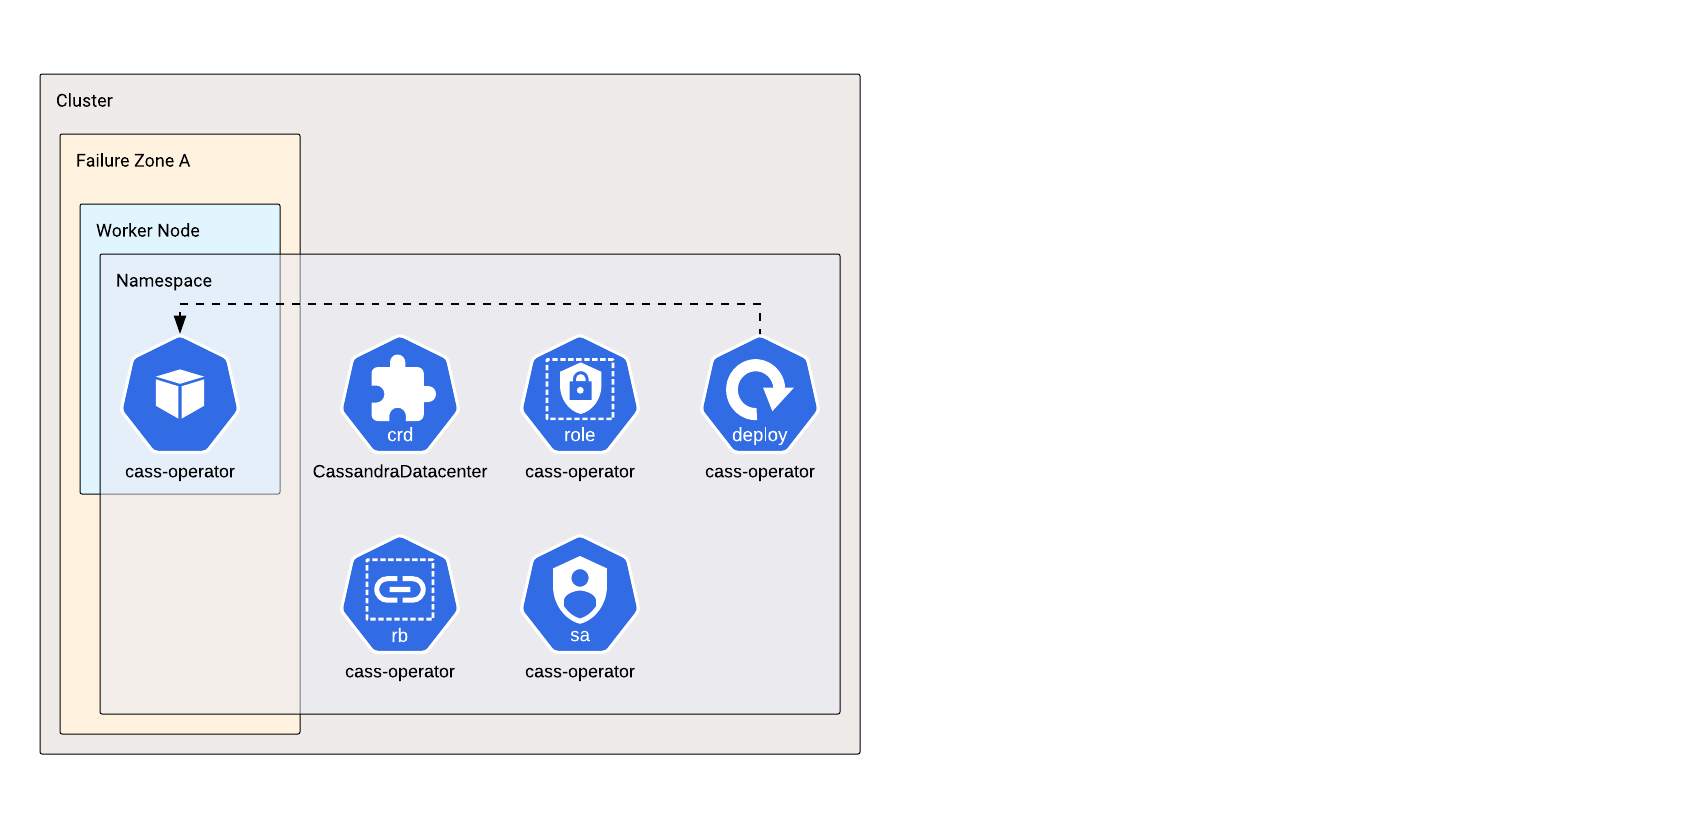 Cluster
Failure Zone A
Worker Node
Namespace
crd
role
deploy
cass-operator
CassandraDatacenter
cass-operator
cass-operator
rb
sa
cass-operator
cass-operator